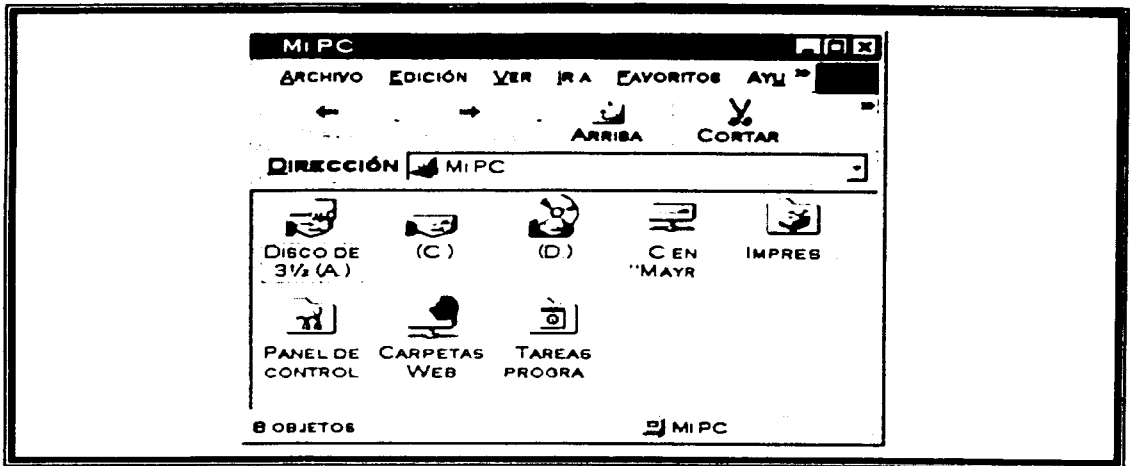 MI PC
ARCHIVO EDICIÓN VER IR A FAVORITOS AYU »
ARRIBA CORTAR »
DIRECCIÓN MI PC
DISCO DE 3½ (A:) (C:) (D:) C EN "MAYR IMPRES
PANEL DE CONTROL CARPETAS WEB TAREAS PROGRA
8 OBJETOS MI PC